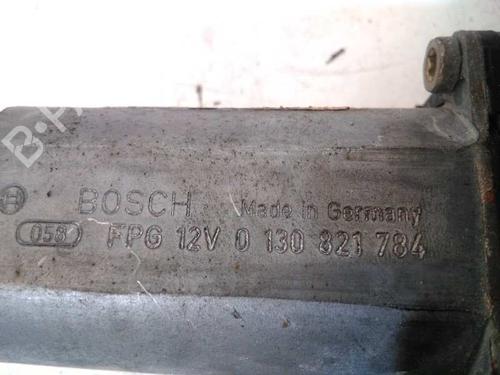 BOSCH Made in Germany
058 FPG 12V 0 130 821 784